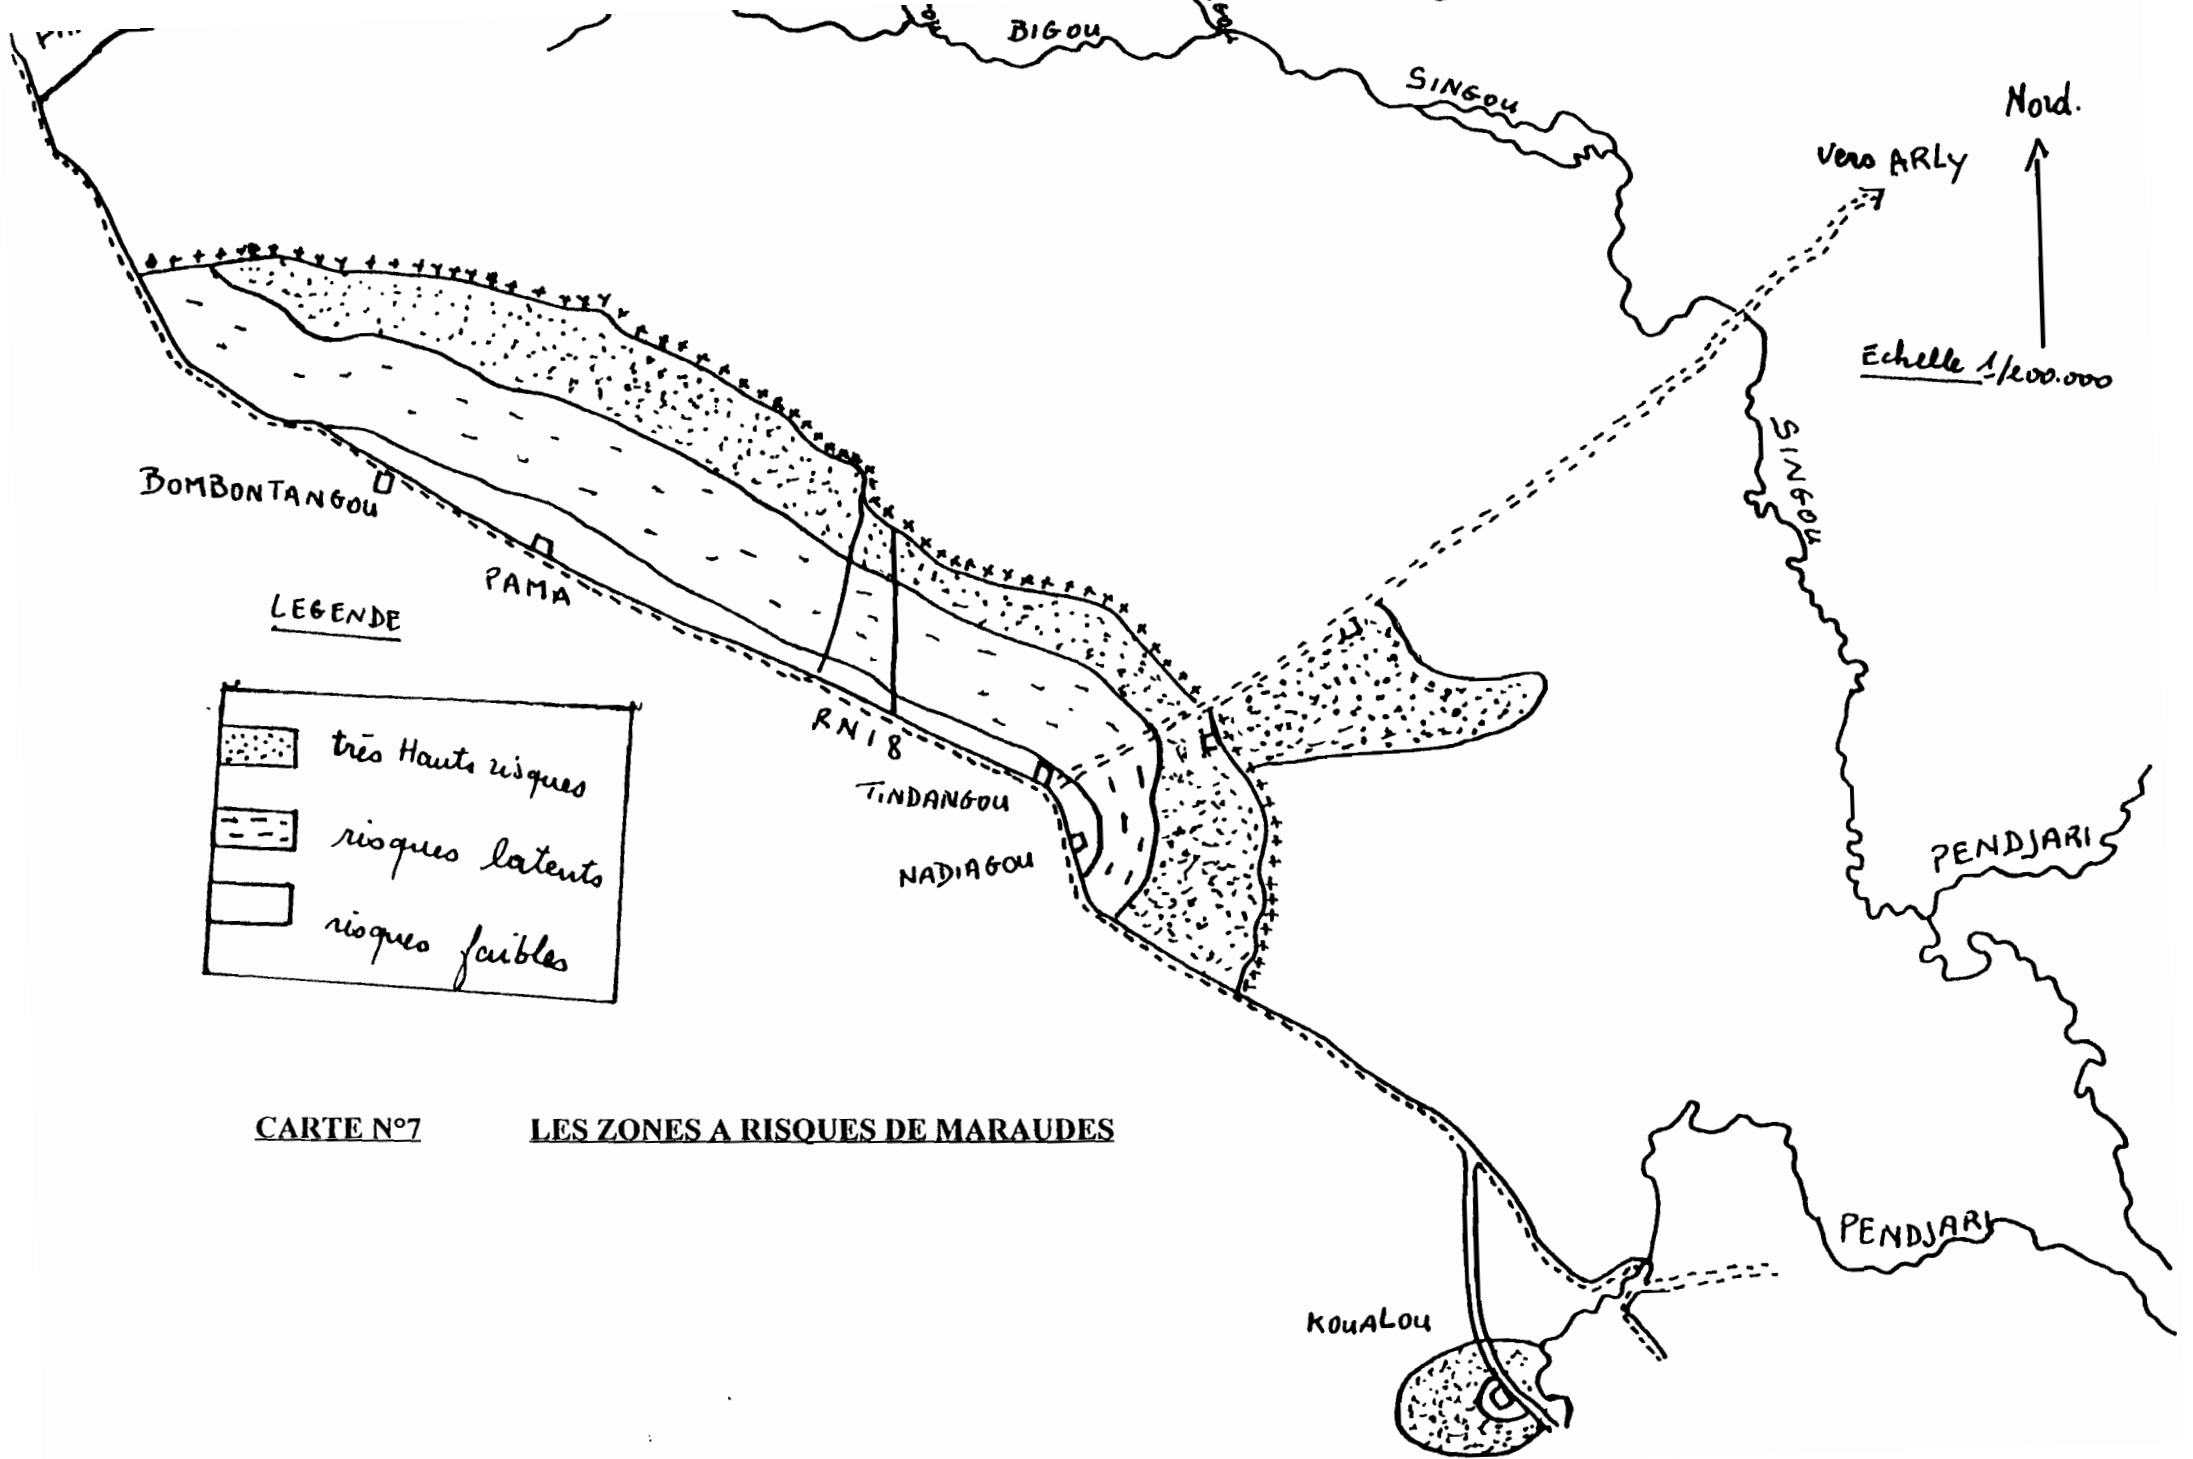 BIGOU
SINGOU
Nord.
Vers ARLY
Echelle 1/200.000
SINGOU
BOMBONTANGOU
PAMA
RN18
TINDANGOU
NADIAGOU
PENDJARI
LEGENDE
très Hauts risques
risques latents
risques faibles
CARTE N°7 LES ZONES A RISQUES DE MARAUDES
PENDJARI
KOUALOU